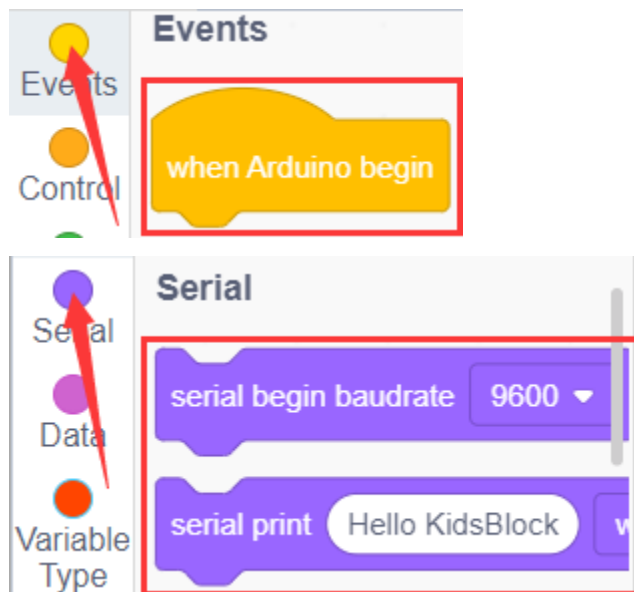 Events
Events
when Arduino begin
Control
Serial
Serial
serial begin baudrate 9600
Data
serial print Hello KidsBlock
Variable
Type